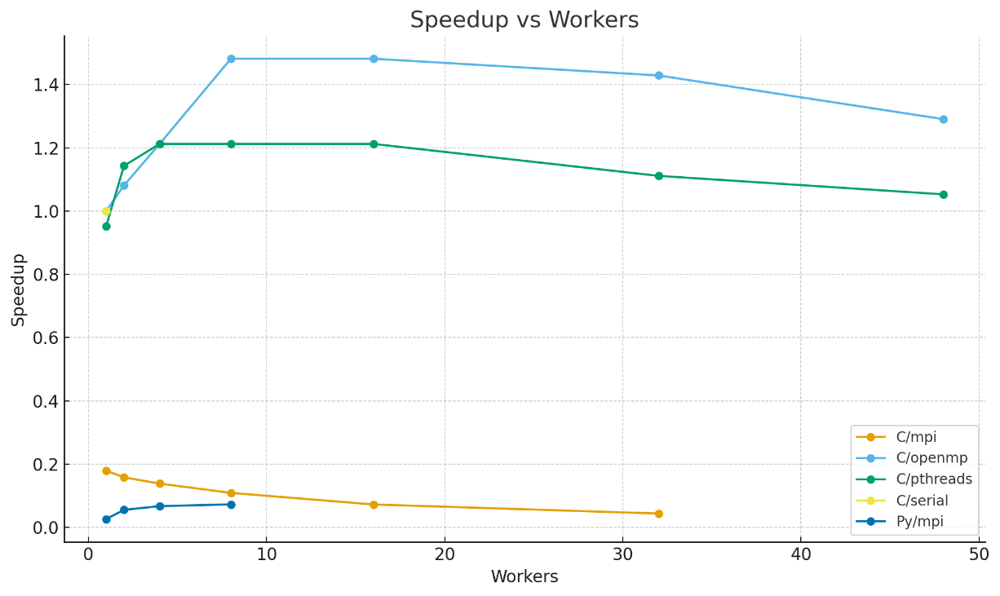 Speedup vs Workers
1.4
1.2
1.0
0.8
0.6
0.4
0.2
0.0
Speedup
0 10 20 30 40 50
Workers
C/mpi
C/openmp
C/pthreads
C/serial
Py/mpi